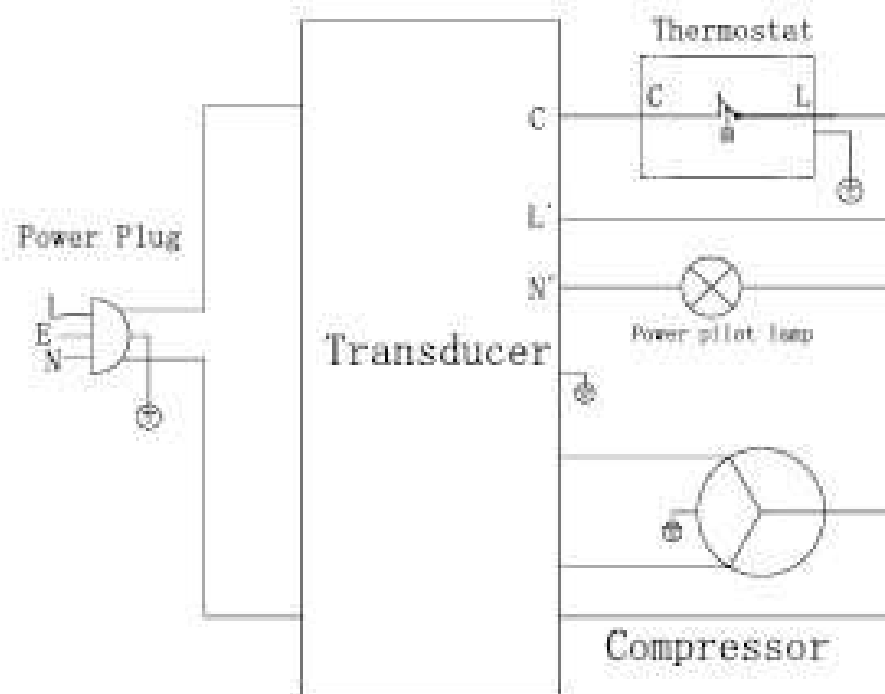 Thermostat
C
L
C
L'
Power Plug
L
E
N
N'
Power pilot lamp
Transducer
Compressor